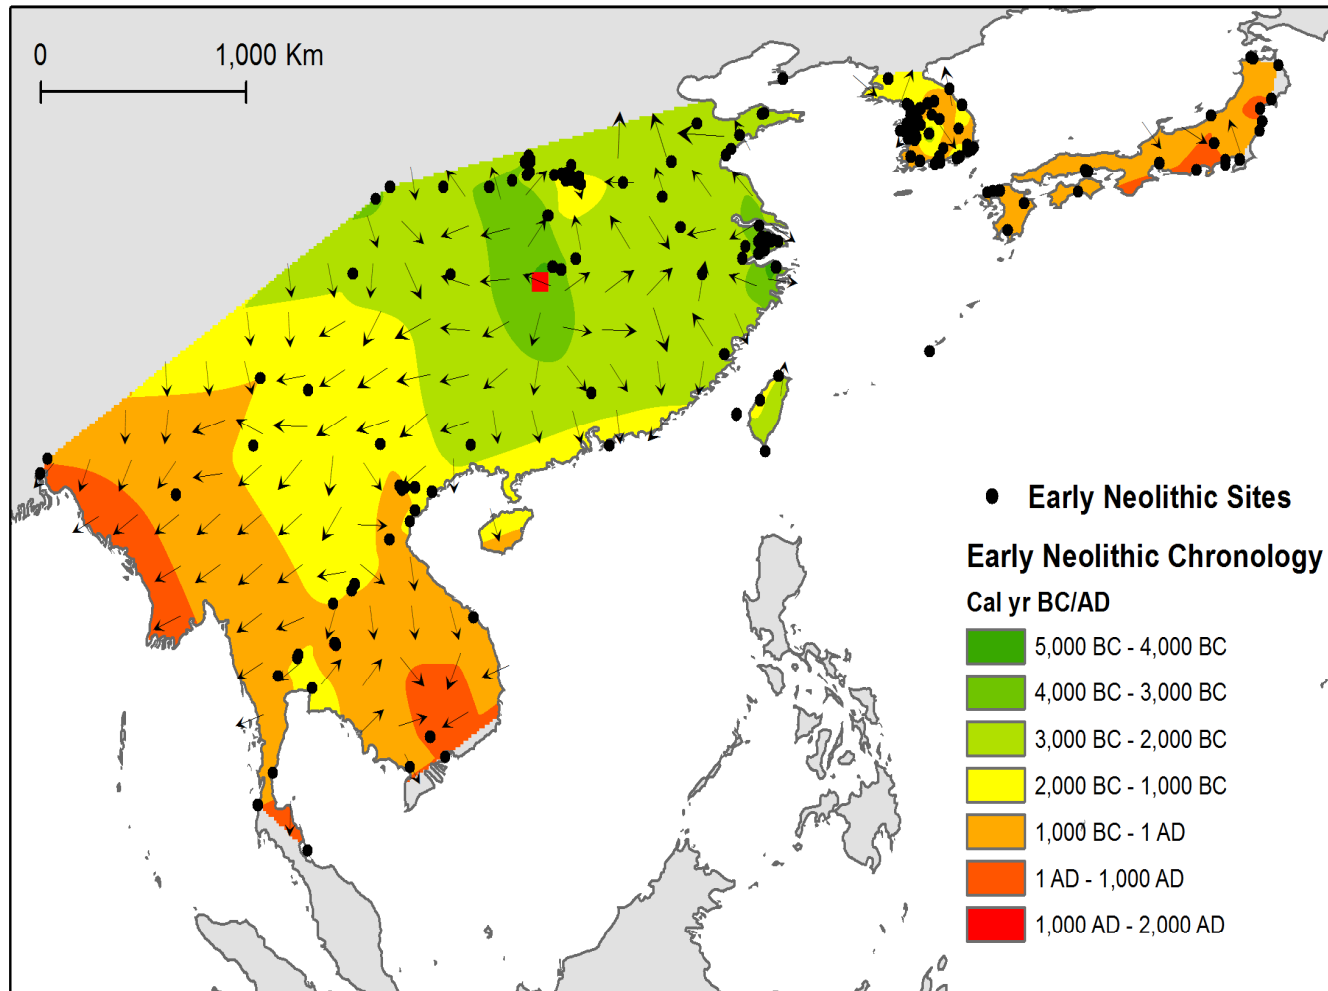 0 1,000 Km
Early Neolithic Sites
Early Neolithic Chronology
Cal yr BC/AD
5,000 BC - 4,000 BC
4,000 BC - 3,000 BC
3,000 BC - 2,000 BC
2,000 BC - 1,000 BC
1,000 BC - 1 AD
1 AD - 1,000 AD
1,000 AD - 2,000 AD